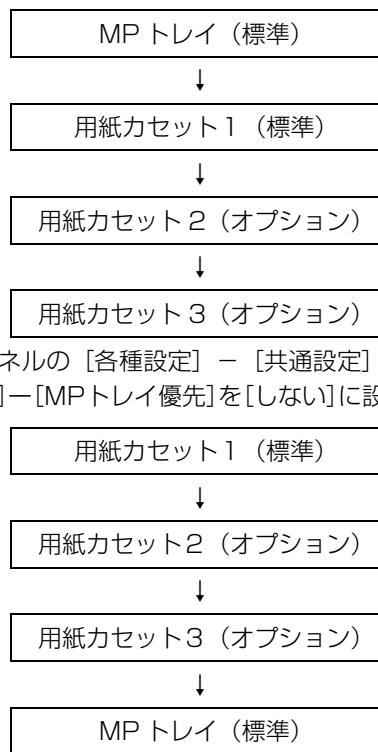 MP トレイ（標準）
↓
用紙カセット１（標準）
↓
用紙カセット２（オプション）
↓
用紙カセット３（オプション）
ネルの［各種設定］－［共通設定］
］ー［MPトレイ優先］を［しない］に設
用紙カセット１（標準）
↓
用紙カセット２（オプション）
↓
用紙カセット３（オプション）
↓
MP トレイ（標準）